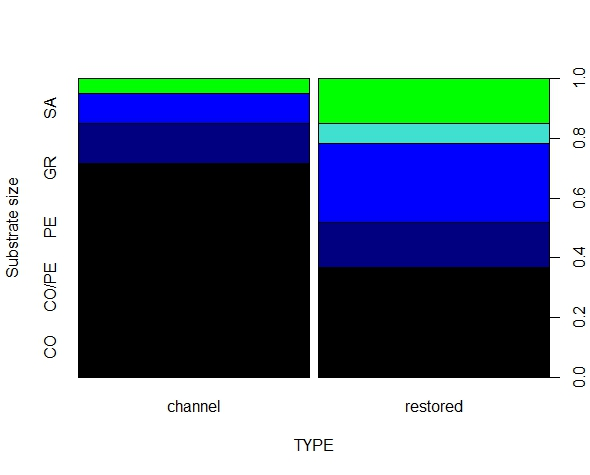 Substrate size
SA
GR
PE
CO/PE
CO
1.0
0.8
0.6
0.4
0.2
0.0
channel
restored
TYPE